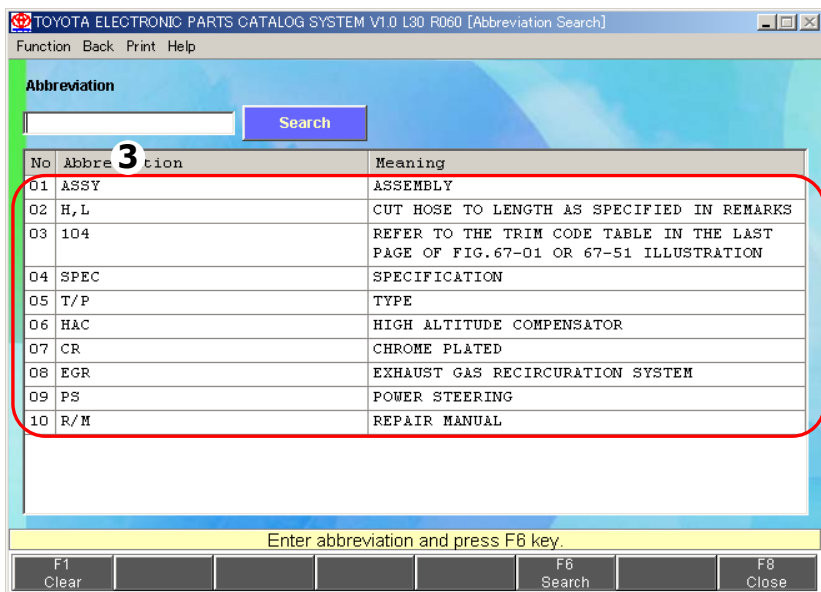 TOYOTA ELECTRONIC PARTS CATALOG SYSTEM V1.0 L30 R060 [Abbreviation Search]
Function Back Print Help
Abbreviation
Search
3
No Abbre tion Meaning
01 ASSY ASSEMBLY
02 H,L CUT HOSE TO LENGTH AS SPECIFIED IN REMARKS
03 104 REFER TO THE TRIM CODE TABLE IN THE LAST
PAGE OF FIG.67-01 OR 67-51 ILLUSTRATION
04 SPEC SPECIFICATION
05 T/P TYPE
06 HAC HIGH ALTITUDE COMPENSATOR
07 CR CHROME PLATED
08 EGR EXHAUST GAS RECIRCURATION SYSTEM
09 PS POWER STEERING
10 R/M REPAIR MANUAL
Enter abbreviation and press F6 key.
F1 F6 F8
Clear Search Close